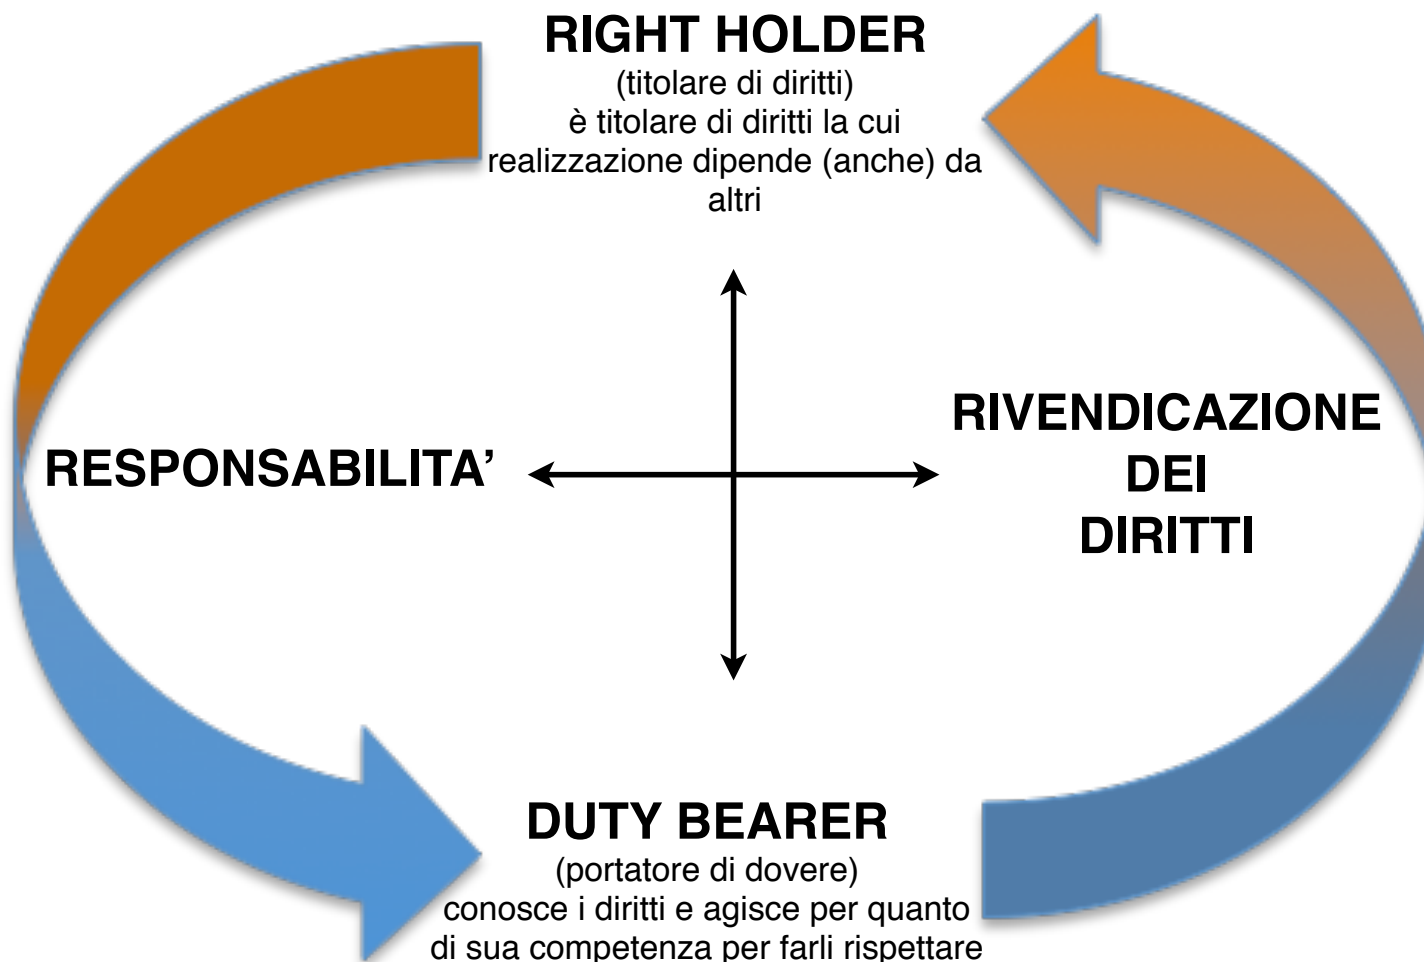 RIGHT HOLDER
(titolare di diritti)
è titolare di diritti la cui
realizzazione dipende (anche) da
altri
RESPONSABILITA’
RIVENDICAZIONE
DEI
DIRITTI
DUTY BEARER
(portatore di dovere)
conosce i diritti e agisce per quanto
di sua competenza per farli rispettare